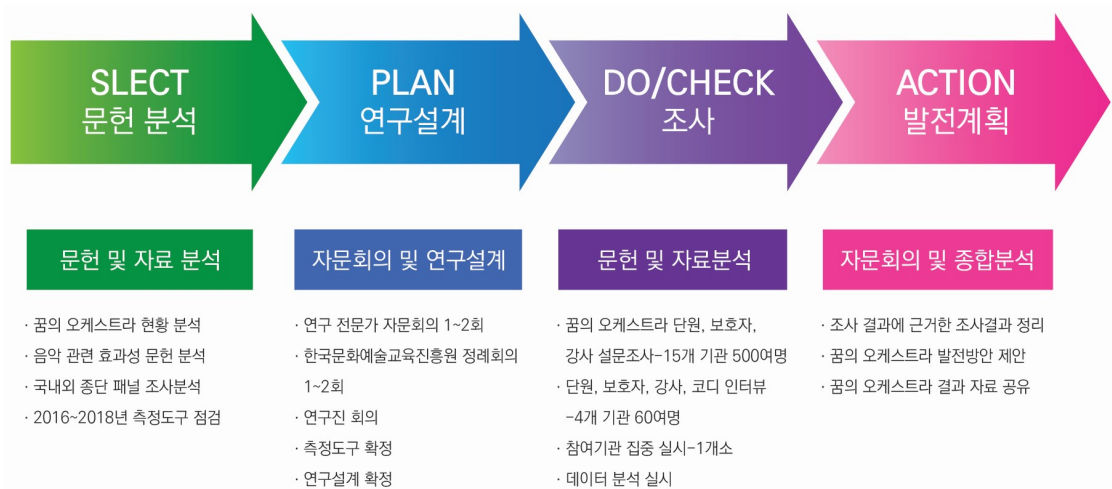 SLECT
문헌 분석
PLAN
연구설계
DO/CHECK
조사
ACTION
발전계획
문헌 및 자료 분석
· 꿈의 오케스트라 현황 분석
· 음악 관련 효과성 문헌 분석
· 국내외 종단 패널 조사분석
· 2016~2018년 측정도구 점검
자문회의 및 연구설계
· 연구 전문가 자문회의 1~2회
· 한국문화예술교육진흥원 정례회의
1~2회
· 연구진 회의
· 측정도구 확정
· 연구설계 확정
문헌 및 자료분석
· 꿈의 오케스트라 단원, 보호자,
강사 설문조사-15개 기관 500여명
· 단원, 보호자, 강사, 코디 인터뷰
-4개 기관 60여명
· 참여기관 집중 실시-1개소
· 데이터 분석 실시
자문회의 및 종합분석
· 조사 결과에 근거한 조사결과 정리
· 꿈의 오케스트라 발전방안 제안
· 꿈의 오케스트라 결과 자료 공유